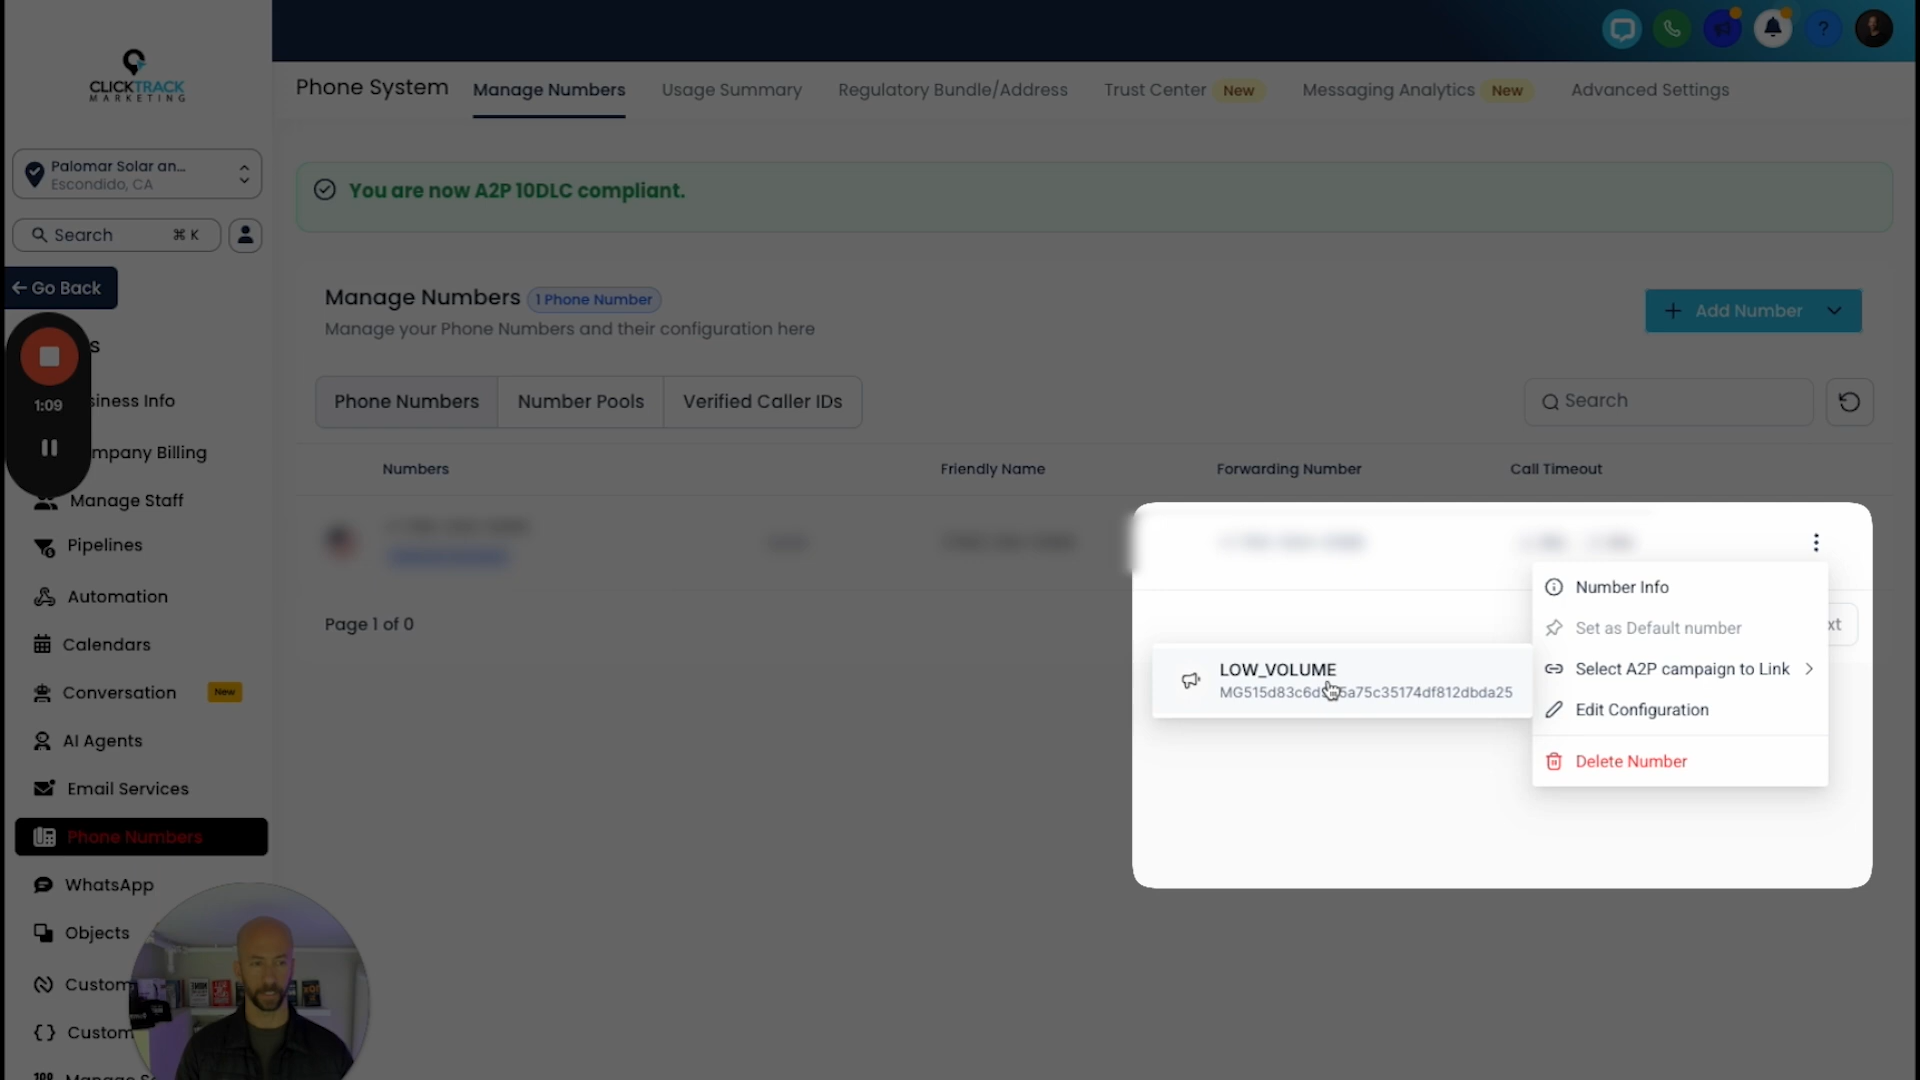 CLICKTRACK
MARKETING
Palomar Solar an...
Escondido, CA
Search ⌘ K
← Go Back
1:09
s
siness Info
mpany Billing
Manage Staff
Pipelines
Automation
Calendars
Conversation New
AI Agents
Email Services
Phone Numbers
WhatsApp
Objects
Custom
Custom
Phone System
Manage Numbers
Usage Summary
Regulatory Bundle/Address
Trust Center New
Messaging Analytics New
Advanced Settings
You are now A2P 10DLC compliant.
Manage Numbers 1 Phone Number
Manage your Phone Numbers and their configuration here
+ Add Number
Phone Numbers Number Pools Verified Caller IDs
Search
Numbers Friendly Name Forwarding Number Call Timeout
Page 1 of 0
xt
Number Info
Set as Default number
Select A2P campaign to Link
Edit Configuration
Delete Number
LOW_VOLUME